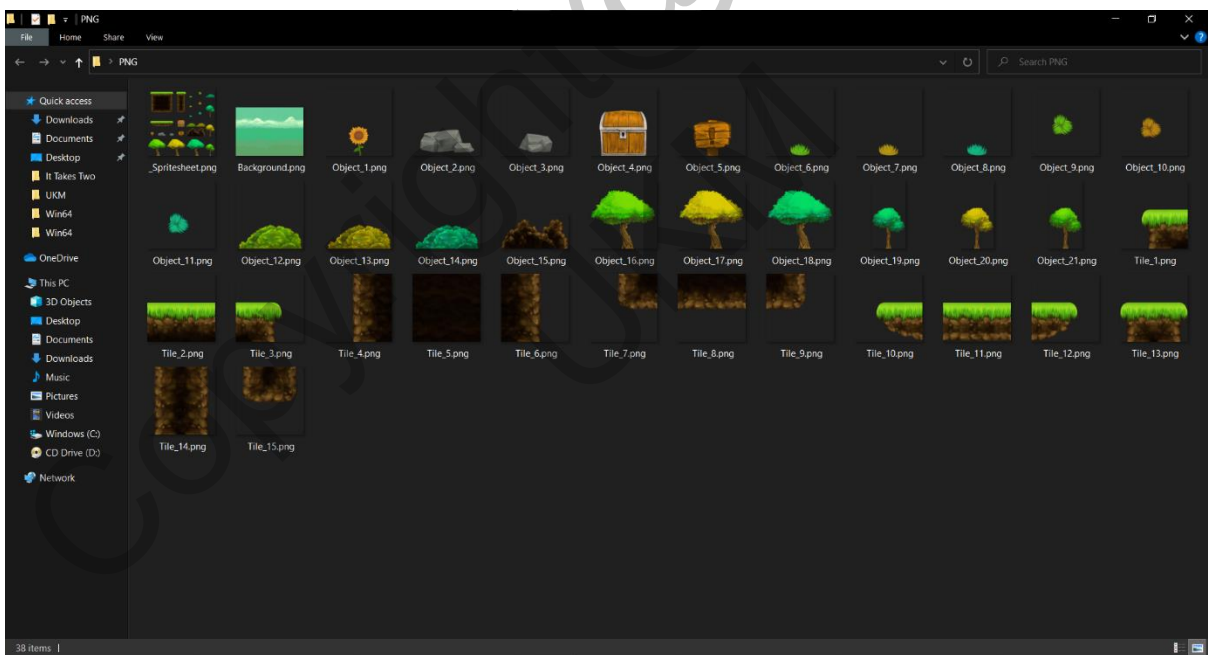 PNG
File Home Share View
PNG
Search PNG
Quick access
Downloads
Documents
Desktop
It Takes Two
UKM
Win64
Win64
OneDrive
This PC
3D Objects
Desktop
Documents
Downloads
Music
Pictures
Videos
Windows (C:)
CD Drive (D:)
Network
_Spritesheet.png Background.png Object_1.png Object_2.png Object_3.png Object_4.png Object_5.png Object_6.png Object_7.png Object_8.png Object_9.png Object_10.png
Object_11.png Object_12.png Object_13.png Object_14.png Object_15.png Object_16.png Object_17.png Object_18.png Object_19.png Object_20.png Object_21.png Tile_1.png
Tile_2.png Tile_3.png Tile_4.png Tile_5.png Tile_6.png Tile_7.png Tile_8.png Tile_9.png Tile_10.png Tile_11.png Tile_12.png Tile_13.png
Tile_14.png Tile_15.png
38 items
Copyright@
UKM